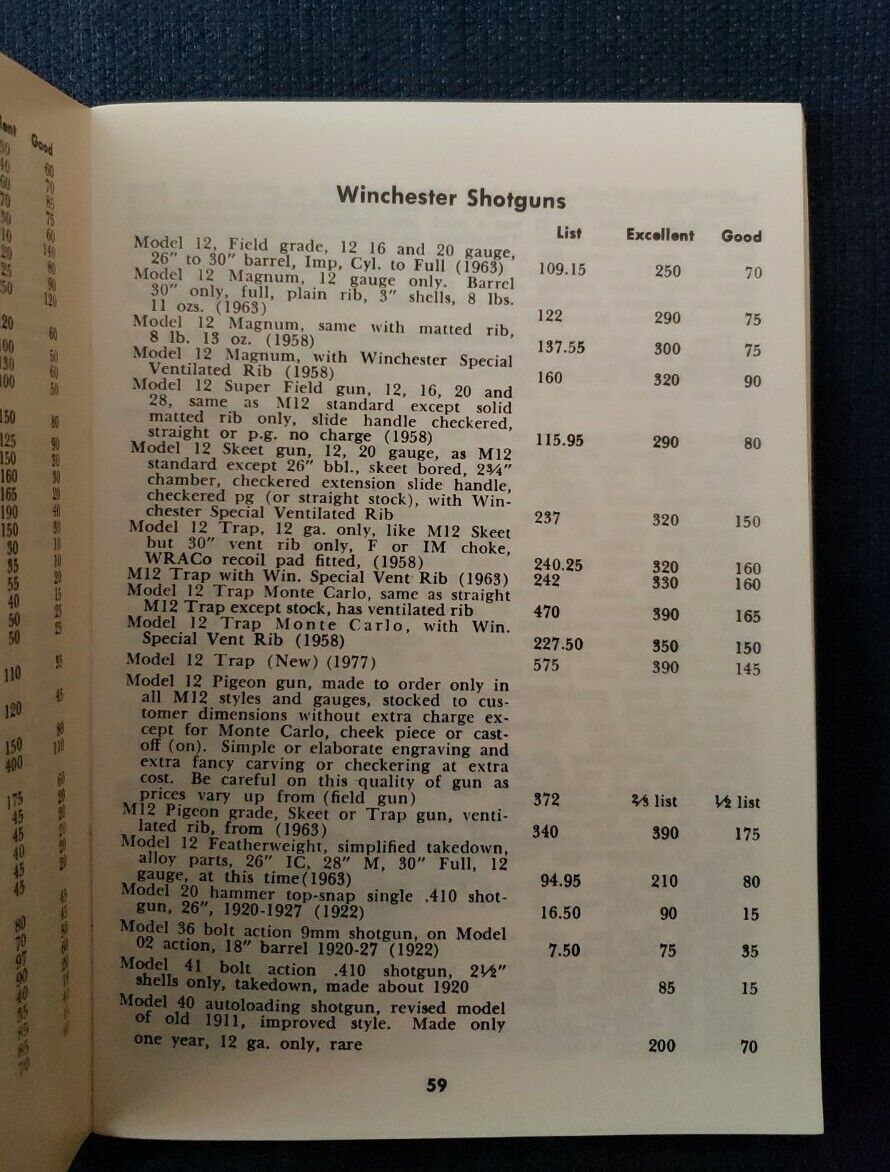 llent Good
Winchester Shotguns
List Excellent Good
Model 12, Field grade, 12 16 and 20 gauge,
26" to 30" barrel, Imp, Cyl. to Full (1963) 109.15 250 70
Model 12 Magnum, 12 gauge only. Barrel
30" only, full, plain rib, 3" shells, 8 lbs.
11 ozs. (1963) 122 290 75
Model 12 Magnum, same with matted rib,
8 lb. 13 oz. (1958) 137.55 300 75
Model 12 Magnum, with Winchester Special
Ventilated Rib (1958) 160 320 90
Model 12 Super Field gun, 12, 16, 20 and
28, same as M12 standard except solid
matted rib only, slide handle checkered,
straight or p.g. no charge (1958) 115.95 290 80
Model 12 Skeet gun, 12, 20 gauge, as M12
standard except 26" bbl., skeet bored, 2¾"
chamber, checkered extension slide handle,
checkered pg (or straight stock), with Win-
chester Special Ventilated Rib 237 320 150
Model 12 Trap, 12 ga. only, like M12 Skeet
but 30" vent rib only, F or IM choke,
WRACo recoil pad fitted, (1958) 240.25 320 160
M12 Trap with Win. Special Vent Rib (1963) 242 330 160
Model 12 Trap Monte Carlo, same as straight
M12 Trap except stock, has ventilated rib 470 390 165
Model 12 Trap Monte Carlo, with Win.
Special Vent Rib (1958) 227.50 350 150
Model 12 Trap (New) (1977) 575 390 145
Model 12 Pigeon gun, made to order only in
all M12 styles and gauges, stocked to cus-
tomer dimensions without extra charge ex-
cept for Monte Carlo, cheek piece or cast-
off (on). Simple or elaborate engraving and
extra fancy carving or checkering at extra
cost. Be careful on this quality of gun as
prices vary up from (field gun) 372 ⅔ list ½ list
M12 Pigeon grade, Skeet or Trap gun, venti-
lated rib, from (1963) 340 390 175
Model 12 Featherweight, simplified takedown,
alloy parts, 26" IC, 28" M, 30" Full, 12
gauge, at this time(1963) 94.95 210 80
Model 20 hammer top-snap single .410 shot-
gun, 26", 1920-1927 (1922) 16.50 90 15
Model 36 bolt action 9mm shotgun, on Model
02 action, 18" barrel 1920-27 (1922) 7.50 75 35
Model 41 bolt action .410 shotgun, 2½"
shells only, takedown, made about 1920 85 15
Model 40 autoloading shotgun, revised model
of old 1911, improved style. Made only
one year, 12 ga. only, rare 200 70
59